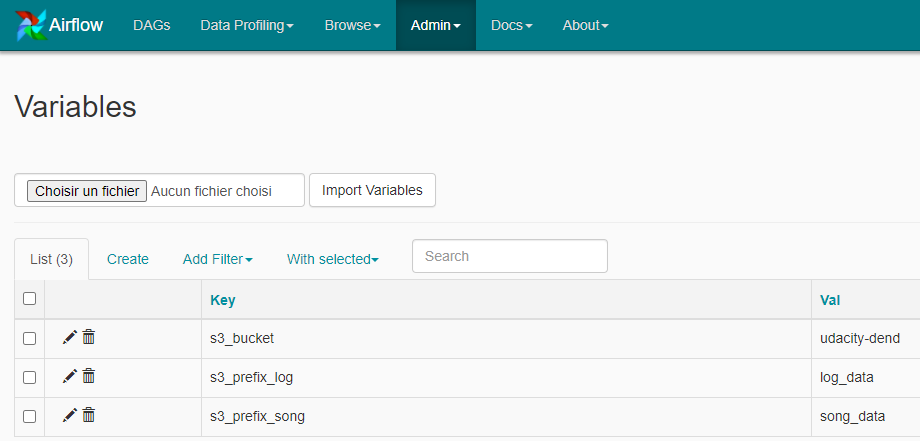 Airflow DAGs Data Profiling Browse Admin Docs About
Variables
Choisir un fichier Aucun fichier choisi Import Variables
List (3) Create Add Filter With selected Search
Key Val
s3_bucket udacity-dend
s3_prefix_log log_data
s3_prefix_song song_data